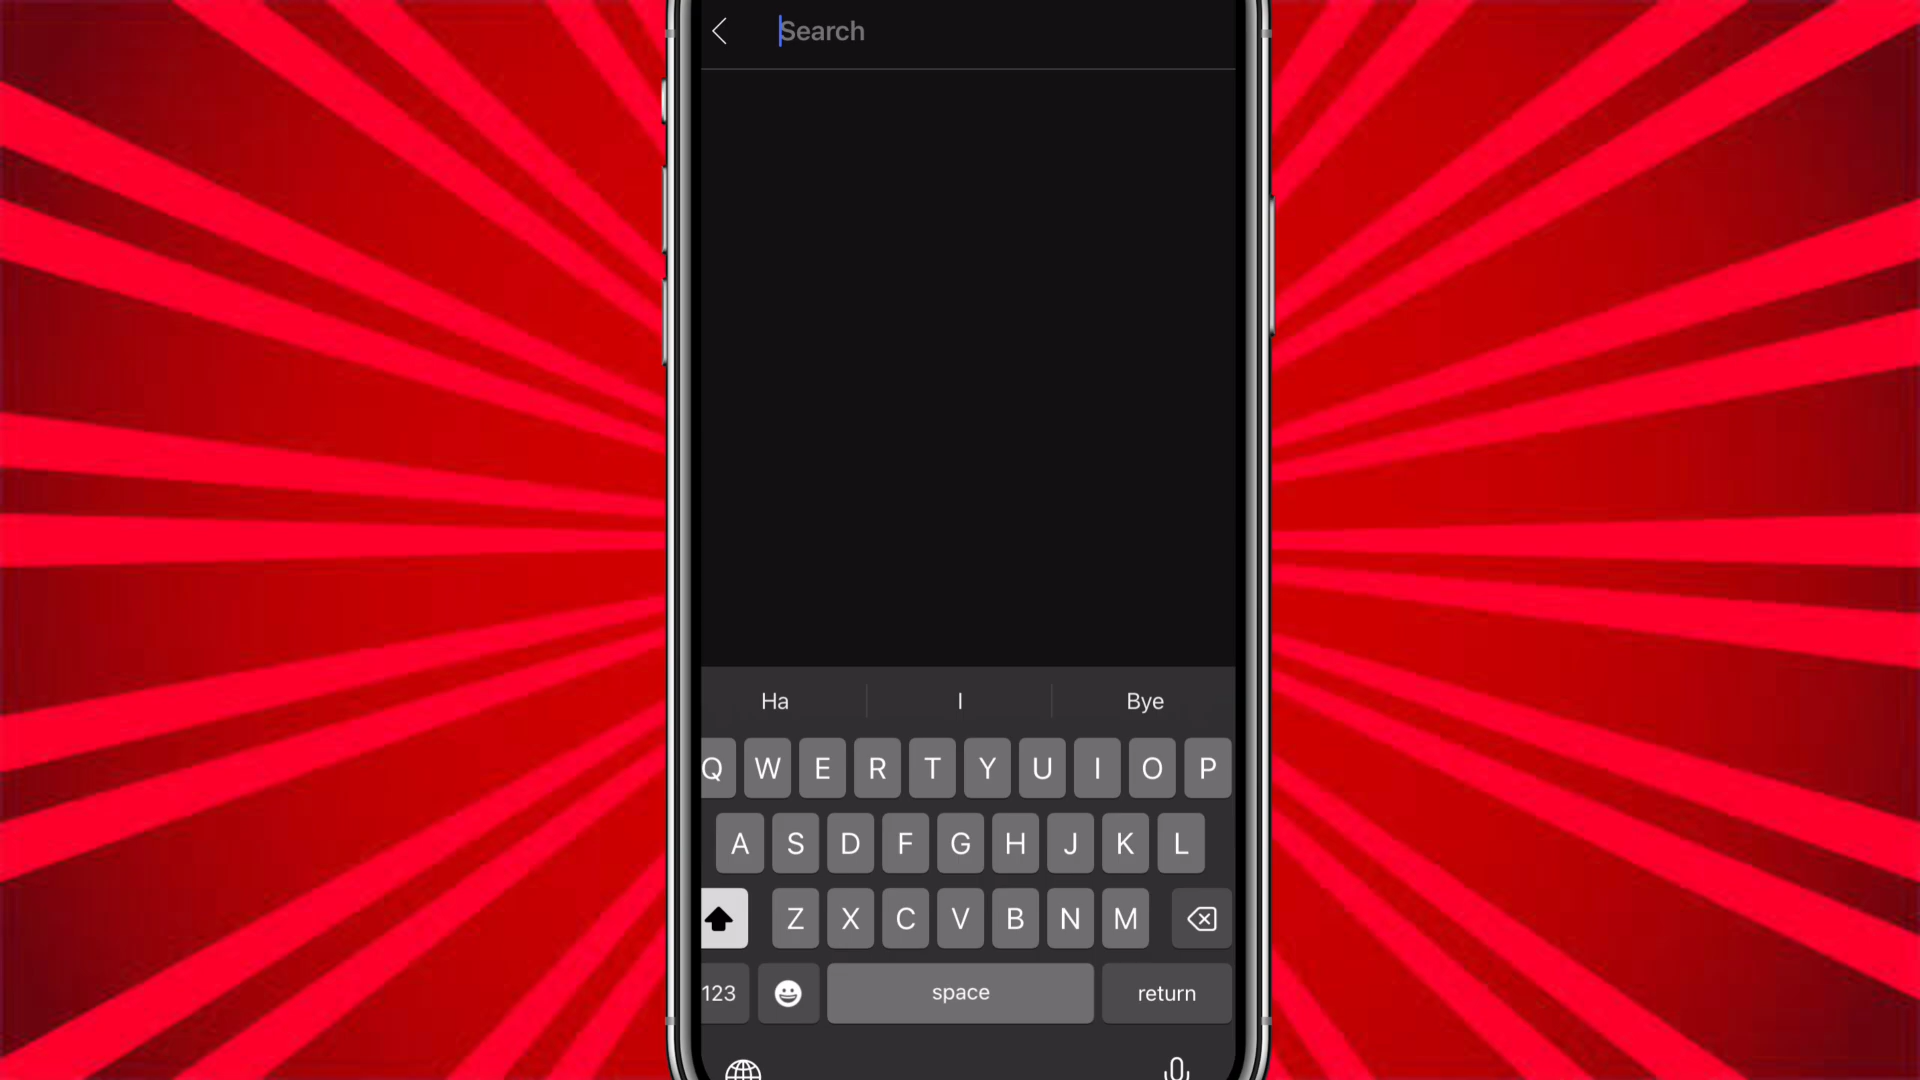 Search
Ha I Bye
Q W E R T Y U I O P
A S D F G H J K L
Z X C V B N M
123 space return